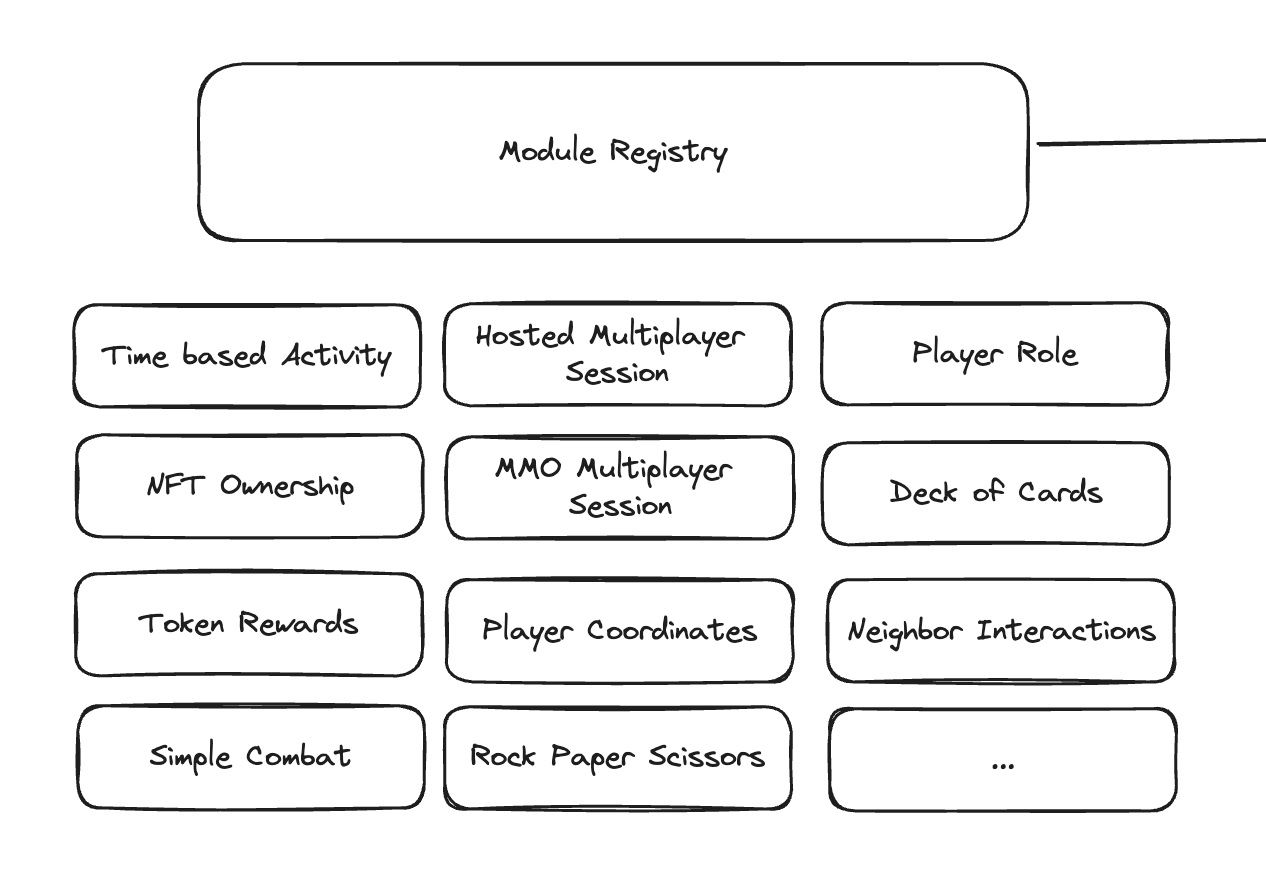 Module Registry
Time based Activity
Hosted Multiplayer
Session
Player Role
NFT Ownership
MMO Multiplayer
Session
Deck of Cards
Token Rewards
Player Coordinates
Neighbor Interactions
Simple Combat
Rock Paper Scissors
...